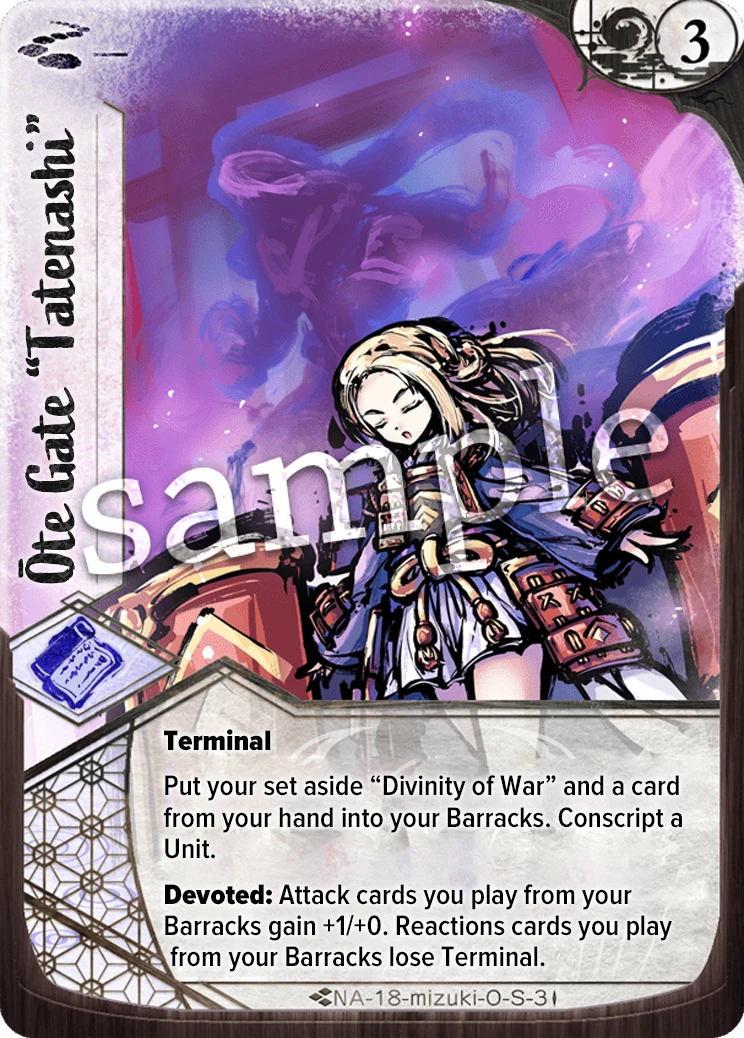 3
Ōte Gate “Tatenashi”
sample
Terminal
Put your set aside “Divinity of War” and a card
from your hand into your Barracks. Conscript a
Unit.
Devoted: Attack cards you play from your
Barracks gain +1/+0. Reactions cards you play
from your Barracks lose Terminal.
NA-18-mizuki-O-S-3